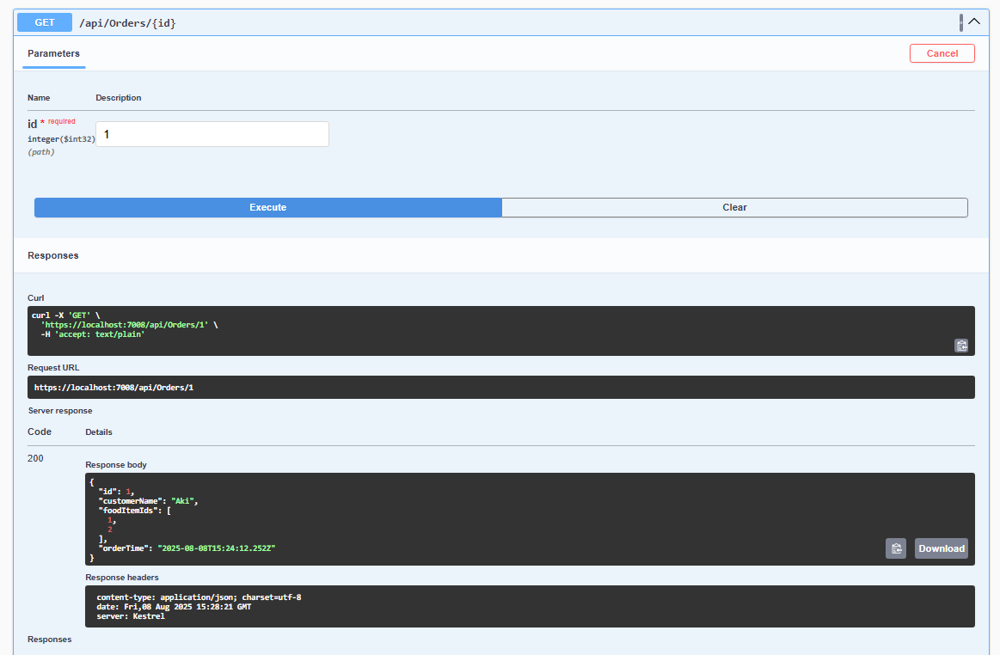 GET /api/Orders/{id}
Parameters
Cancel
Name Description
id * required
integer($int32)
(path)
1
Execute Clear
Responses
Curl
curl -X 'GET' \
'https://localhost:7008/api/Orders/1' \
-H 'accept: text/plain'
Request URL
https://localhost:7008/api/Orders/1
Server response
Code Details
200
Response body
{
"id": 1,
"customerName": "Aki",
"foodItemIds": [
1,
2
],
"orderTime": "2025-08-08T15:24:12.252Z"
}
Download
Response headers
content-type: application/json; charset=utf-8
date: Fri,08 Aug 2025 15:28:21 GMT
server: Kestrel
Responses